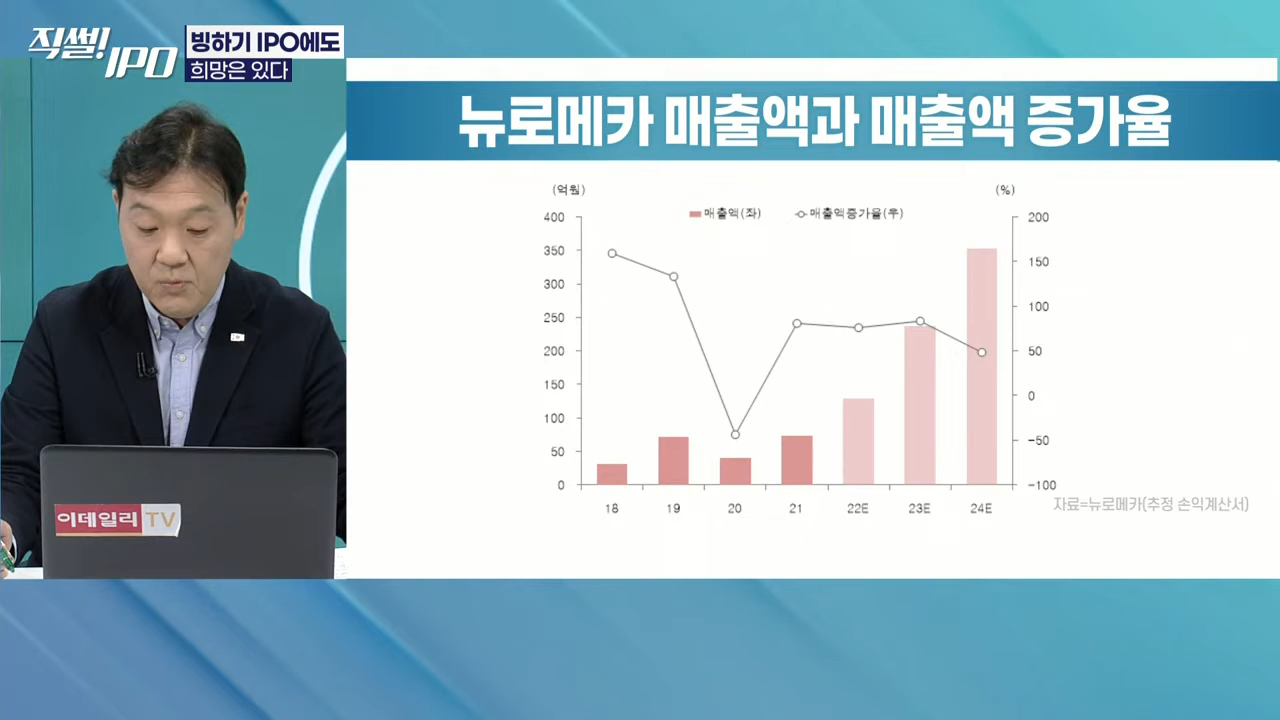 직썰! IPO
빙하기 IPO에도
희망은 있다
뉴로메카 매출액과 매출액 증가율
(억원)
(%)
매출액(좌)
매출액증가율(우)
400
350
300
250
200
150
100
50
0
200
150
100
50
0
-50
-100
18
19
20
21
22E
23E
24E
자료=뉴로메카(추정 손익계산서)
이데일리 TV